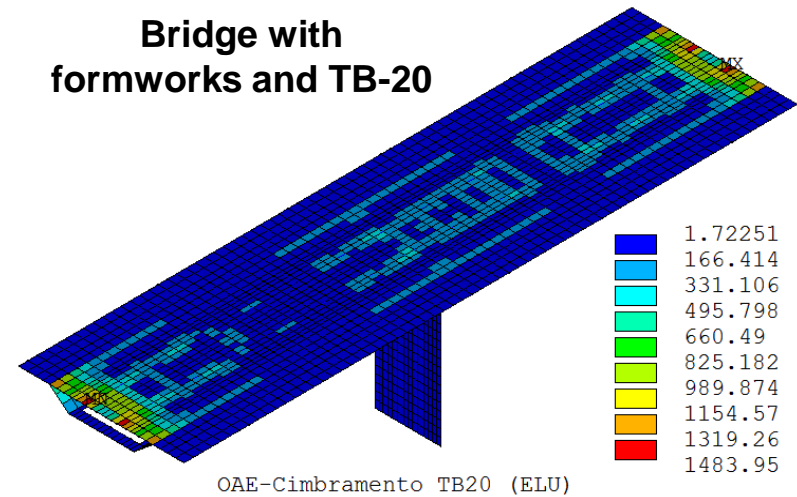 Bridge with
formworks and TB-20
MX
MN
1.72251
166.414
331.106
495.798
660.49
825.182
989.874
1154.57
1319.26
1483.95
OAE-Cimbramento TB20 (ELU)